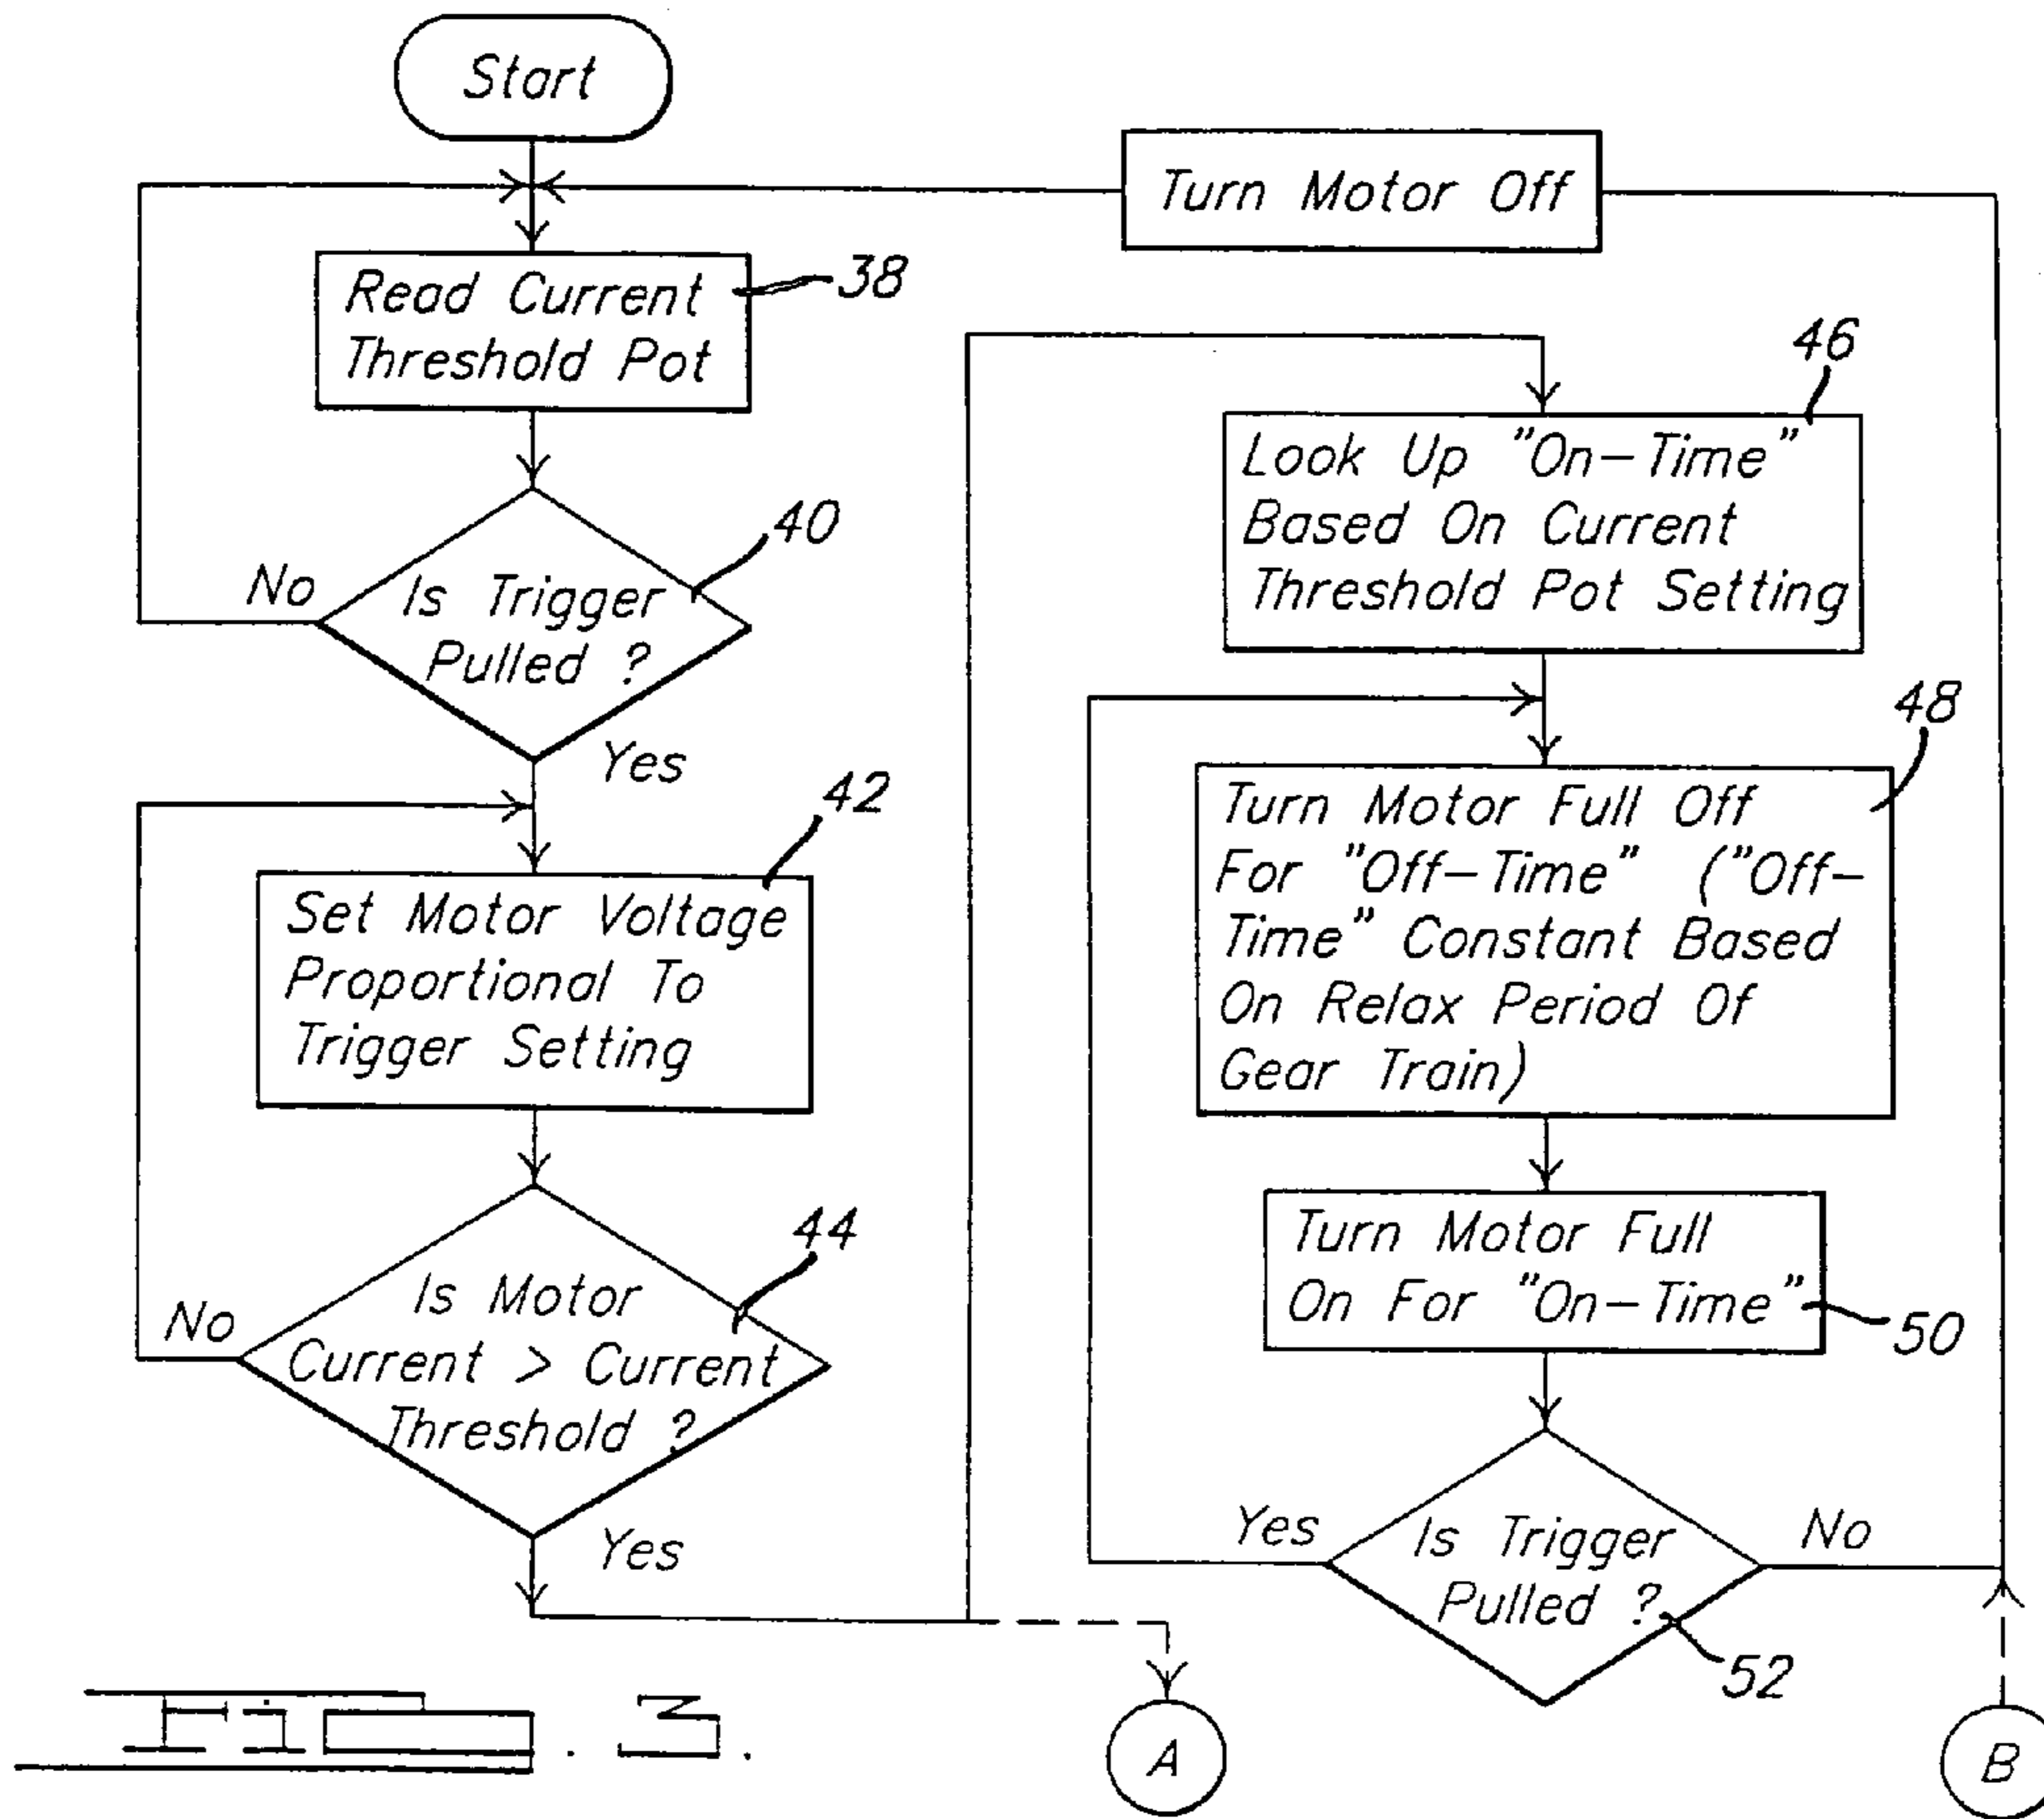 Start
Turn Motor Off
Read Current
Threshold Pot
38
46
Look Up "On-Time"
Based On Current
Threshold Pot Setting
40
No
Is Trigger
Pulled ?
Yes
48
Turn Motor Full Off
For "Off-Time" ("Off-
Time" Constant Based
On Relax Period Of
Gear Train)
42
Set Motor Voltage
Proportional To
Trigger Setting
Turn Motor Full
On For "On-Time"
50
44
No
Is Motor
Current > Current
Threshold ?
Yes
Yes
Is Trigger
Pulled ?
No
52
A
B
Fig. 3.